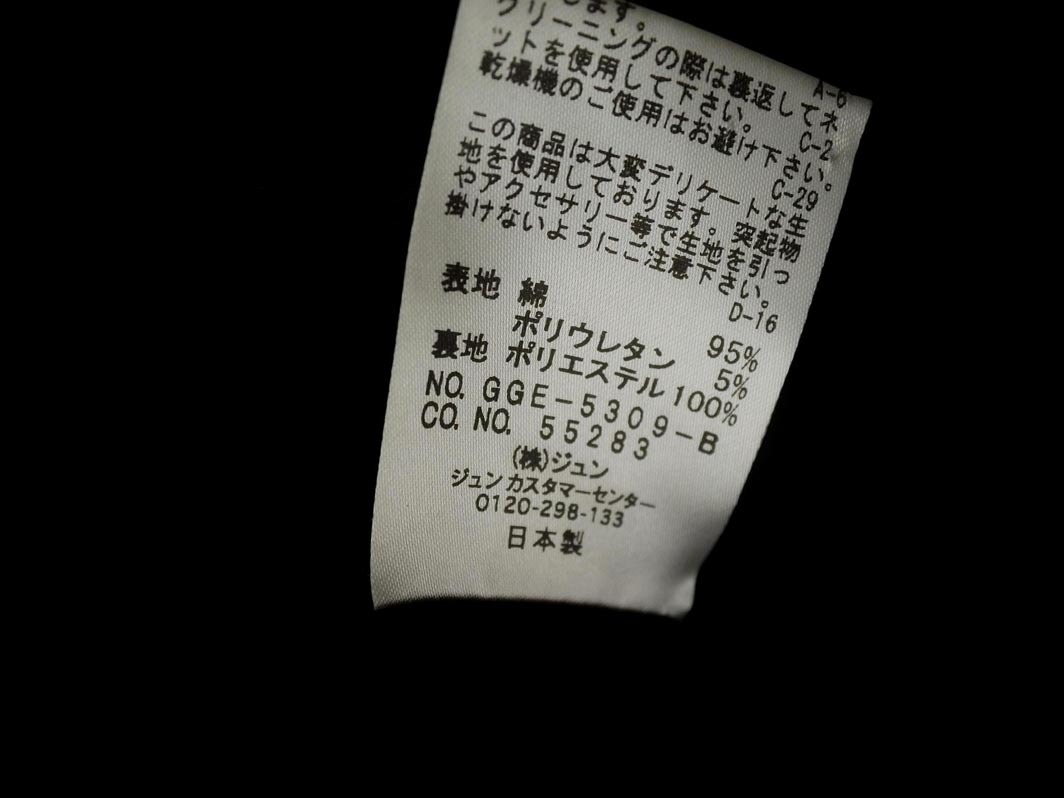 ます。
A-6
クリーニングの際は裏返してネ
ットを使用して下さい。
C-2
乾燥機のご使用はお避け下さい。
C-29
この商品は大変デリケートな生
地を使用しております。突起物
やアクセサリー等で生地を引っ
掛けないようにご注意下さい。
D-16
表地 綿 95%
ポリウレタン 5%
裏地 ポリエステル 100%
NO. GGE-5309-B
CO. NO. 55283
(株)ジュン
ジュンカスタマーセンター
0120-298-133
日本製